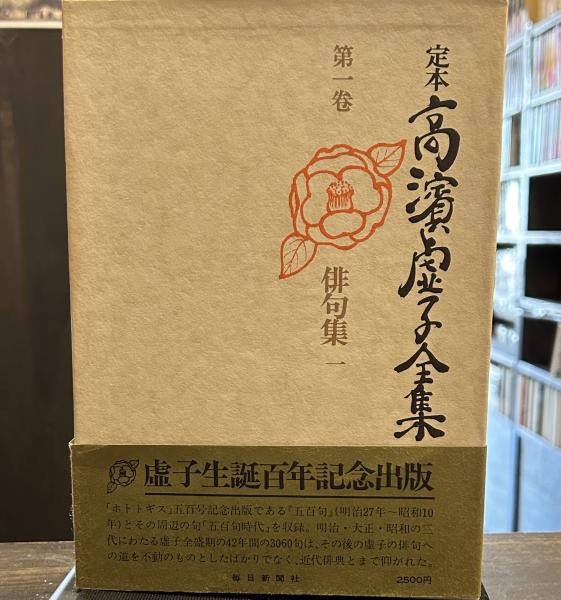 定本 高濱虚子全集
第一巻
俳句集 一
虚子生誕百年記念出版
「ホトトギス」五百号記念出版である『五百句』(明治27年〜昭和10
年)とその周辺の句「五百句時代」を収録。明治・大正・昭和の三
代にわたる虚子全盛期の42年間の3060句は、その後の虚子の俳句へ
の道を不動のものとしたばかりでなく、近代俳典とまで仰がれた。
毎日新聞社
2500円